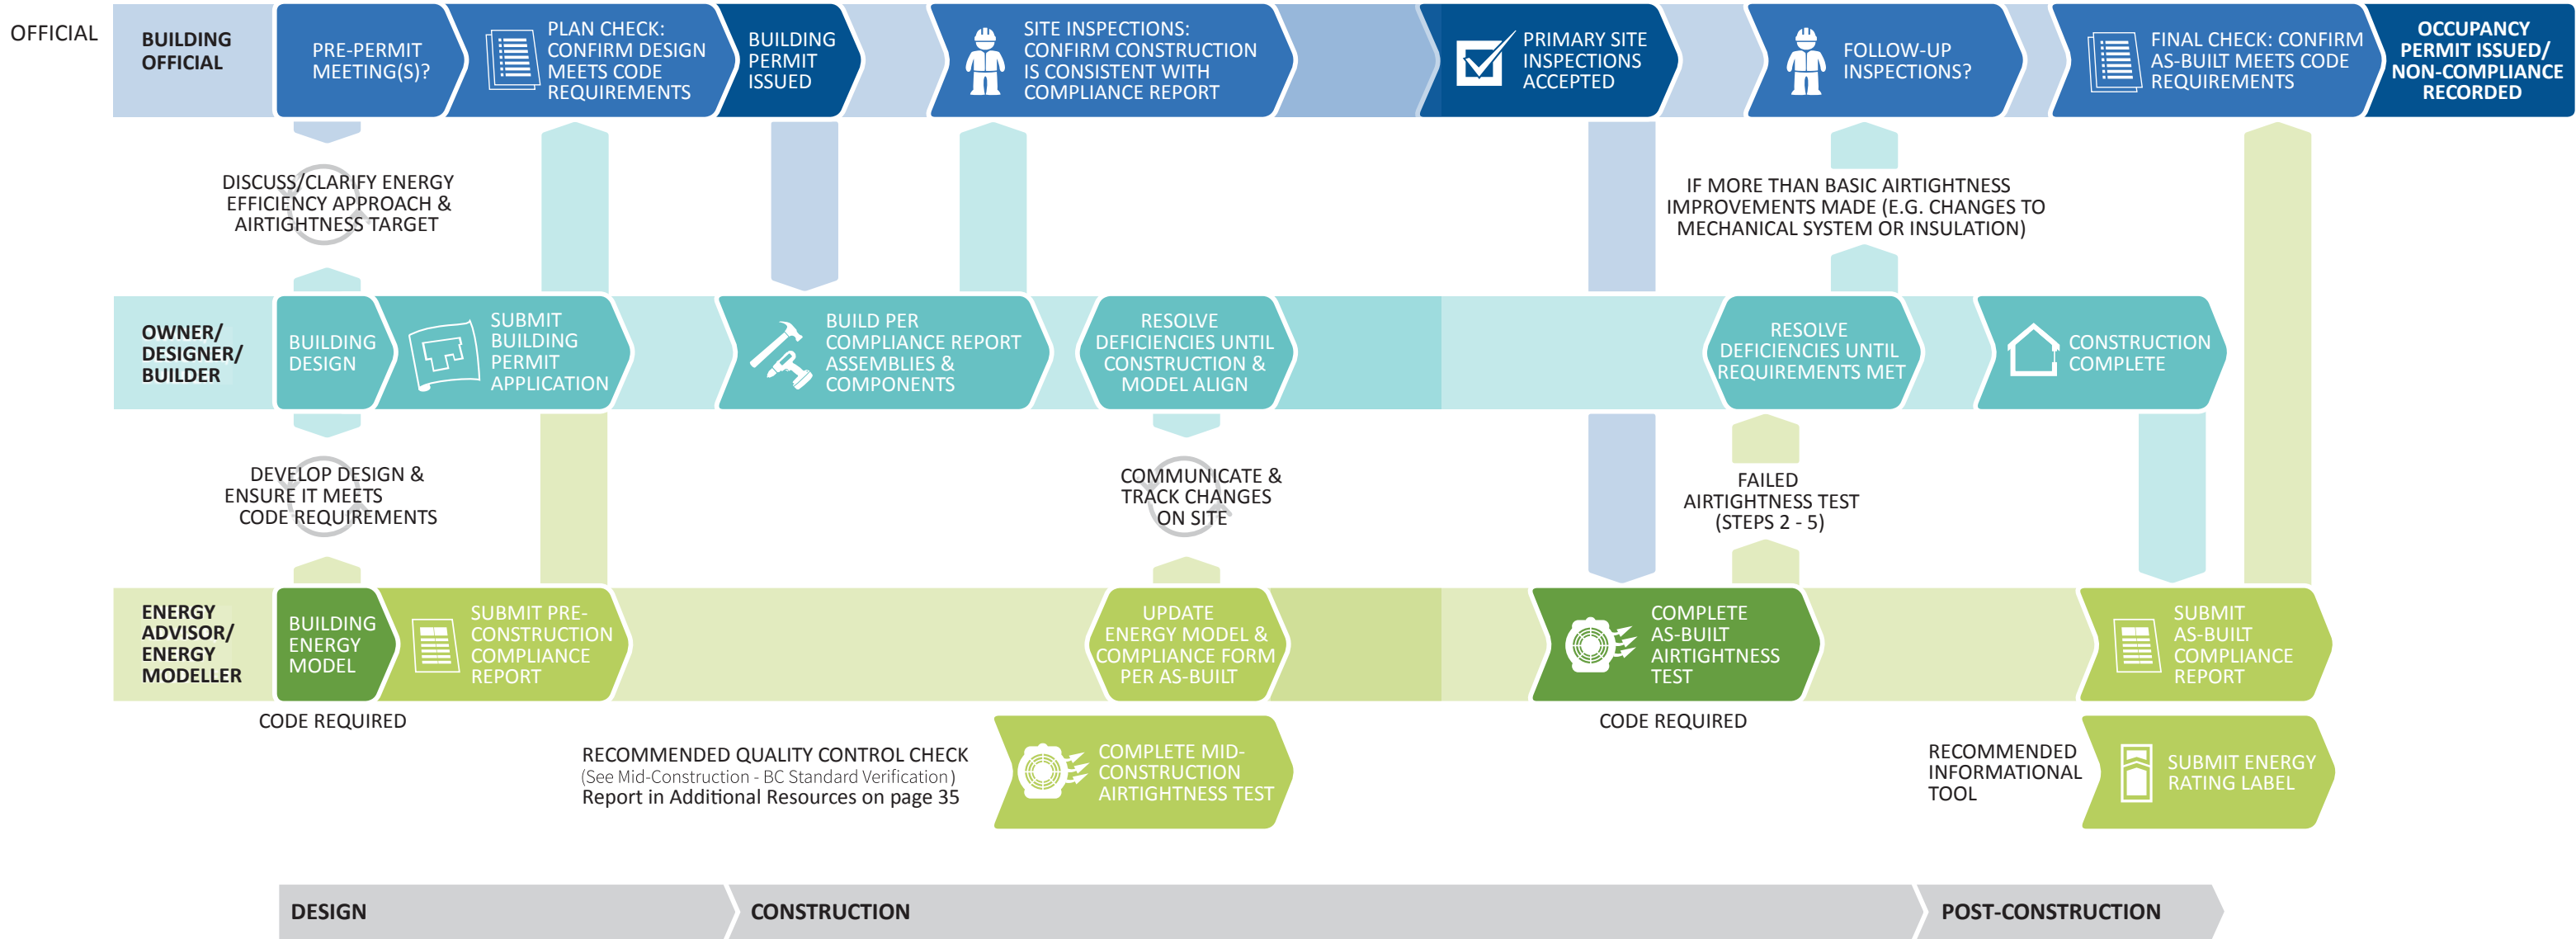 OFFICIAL
BUILDING
OFFICIAL
PRE-PERMIT
MEETING(S)?
PLAN CHECK:
CONFIRM DESIGN
MEETS CODE
REQUIREMENTS
BUILDING
PERMIT
ISSUED
SITE INSPECTIONS:
CONFIRM CONSTRUCTION
IS CONSISTENT WITH
COMPLIANCE REPORT
PRIMARY SITE
INSPECTIONS
ACCEPTED
FOLLOW-UP
INSPECTIONS?
FINAL CHECK: CONFIRM
AS-BUILT MEETS CODE
REQUIREMENTS
OCCUPANCY
PERMIT ISSUED/
NON-COMPLIANCE
RECORDED
DISCUSS/CLARIFY ENERGY
EFFICIENCY APPROACH &
AIRTIGHTNESS TARGET
IF MORE THAN BASIC AIRTIGHTNESS
IMPROVEMENTS MADE (E.G. CHANGES TO
MECHANICAL SYSTEM OR INSULATION)
OWNER/
DESIGNER/
BUILDER
BUILDING
DESIGN
SUBMIT
BUILDING
PERMIT
APPLICATION
BUILD PER
COMPLIANCE REPORT
ASSEMBLIES &
COMPONENTS
RESOLVE
DEFICIENCIES UNTIL
CONSTRUCTION &
MODEL ALIGN
RESOLVE
DEFICIENCIES UNTIL
REQUIREMENTS MET
CONSTRUCTION
COMPLETE
DEVELOP DESIGN &
ENSURE IT MEETS
CODE REQUIREMENTS
COMMUNICATE &
TRACK CHANGES
ON SITE
FAILED
AIRTIGHTNESS TEST
(STEPS 2 - 5)
ENERGY
ADVISOR/
ENERGY
MODELLER
BUILDING
ENERGY
MODEL
SUBMIT PRE-
CONSTRUCTION
COMPLIANCE
REPORT
UPDATE
ENERGY MODEL &
COMPLIANCE FORM
PER AS-BUILT
COMPLETE
AS-BUILT
AIRTIGHTNESS
TEST
SUBMIT
AS-BUILT
COMPLIANCE
REPORT
CODE REQUIRED
CODE REQUIRED
RECOMMENDED QUALITY CONTROL CHECK
(See Mid-Construction - BC Standard Verification)
Report in Additional Resources on page 35
COMPLETE MID-
CONSTRUCTION
AIRTIGHTNESS TEST
RECOMMENDED
INFORMATIONAL
TOOL
SUBMIT ENERGY
RATING LABEL
DESIGN
CONSTRUCTION
POST-CONSTRUCTION